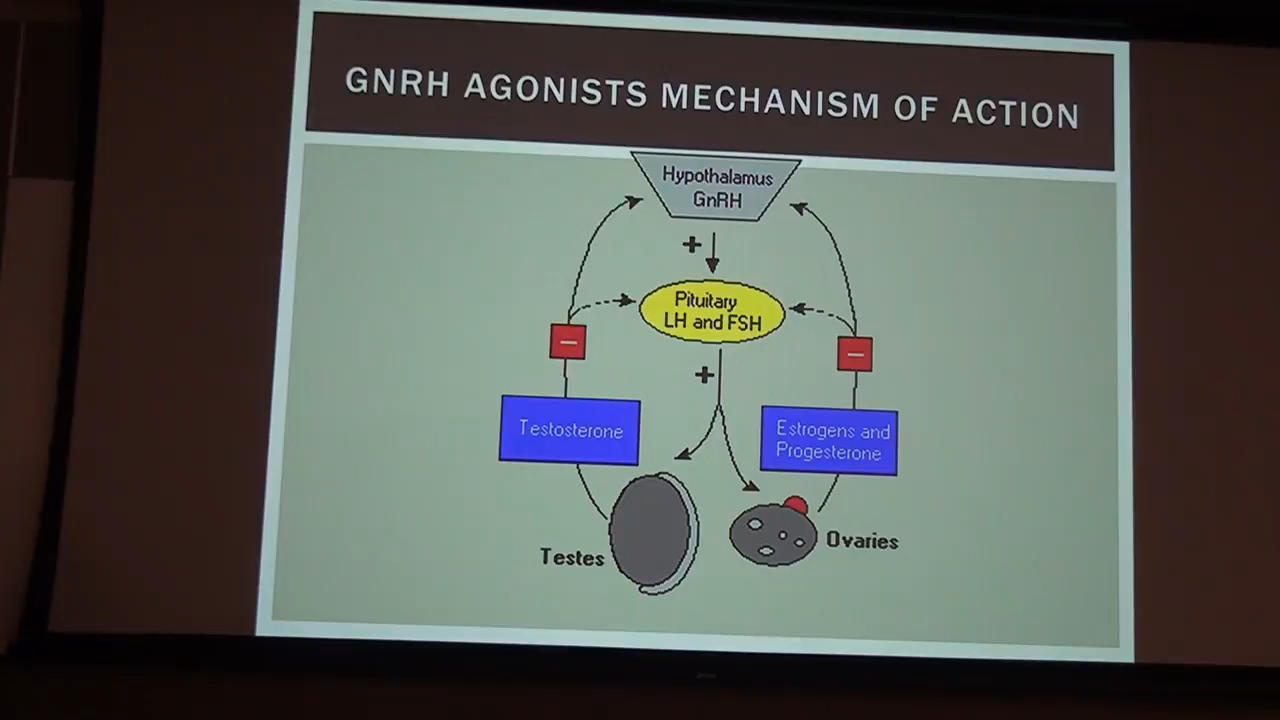 GNRH AGONISTS MECHANISM OF ACTION
Hypothalamus
GnRH
+
Pituitary
LH and FSH
−
−
+
Testosterone
Estrogens and
Progesterone
Testes
Ovaries